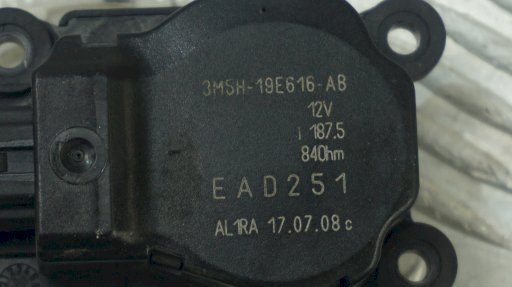 3M5H-19E616-AB
12V
i 187.5
84Ohm
EAD251
AL1RA 17.07.08 c